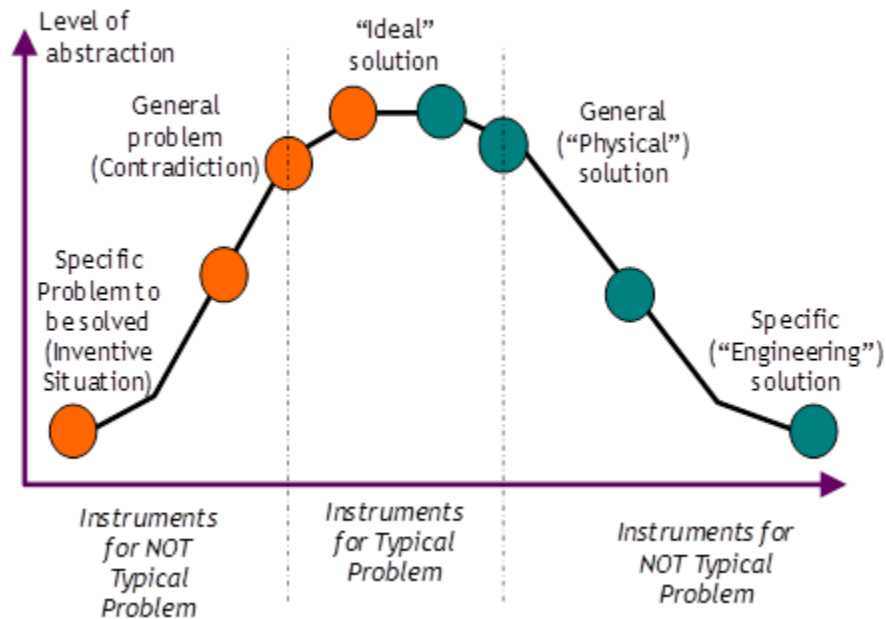 Level of
abstraction
“Ideal”
solution
General
problem
(Contradiction)
General
(“Physical”)
solution
Specific
Problem to
be solved
(Inventive
Situation)
Specific
(“Engineering”)
solution
Instruments
for NOT
Typical
Problem
Instruments
for Typical
Problem
Instruments for
NOT Typical
Problem